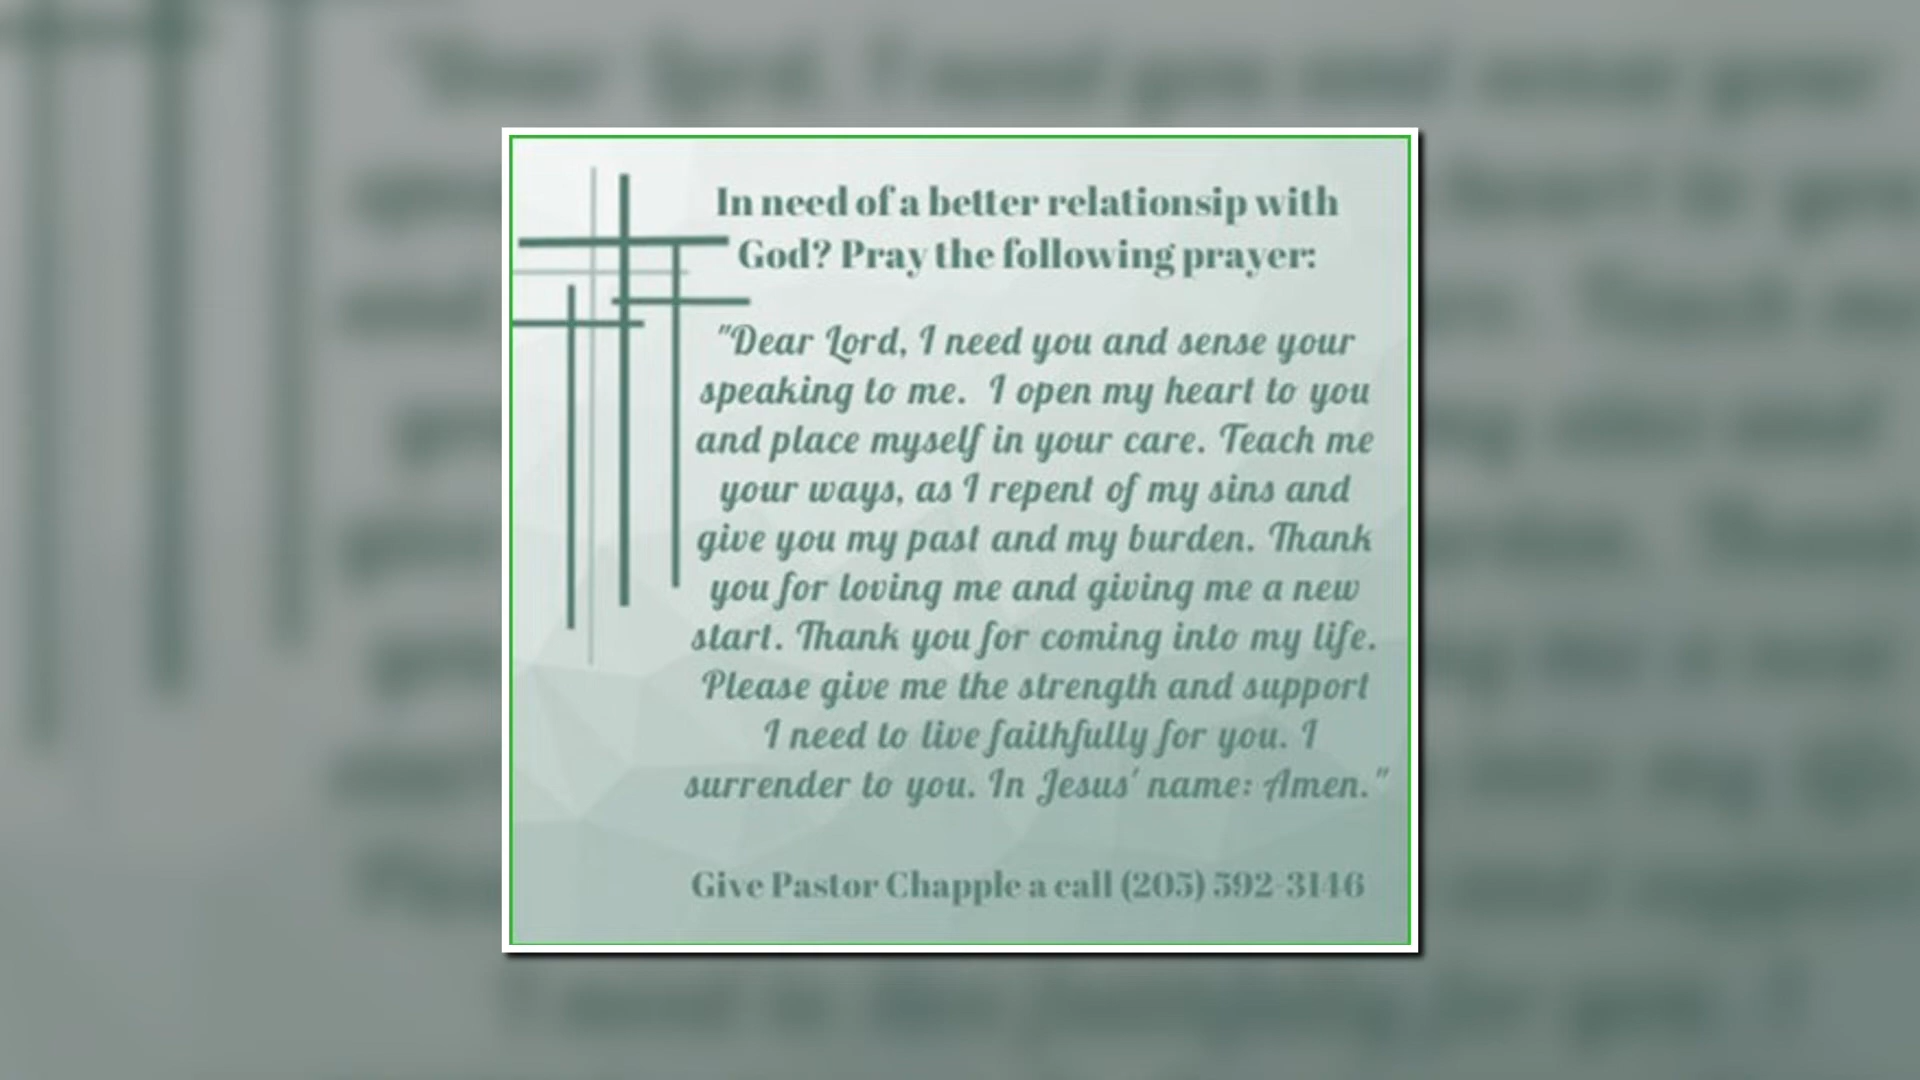 In need of a better relationsip with
God? Pray the following prayer:
"Dear Lord, I need you and sense your
speaking to me. I open my heart to you
and place myself in your care. Teach me
your ways, as I repent of my sins and
give you my past and my burden. Thank
you for loving me and giving me a new
start. Thank you for coming into my life.
Please give me the strength and support
I need to live faithfully for you. I
surrender to you. In Jesus' name: Amen."
Give Pastor Chapple a call (205) 592-3146